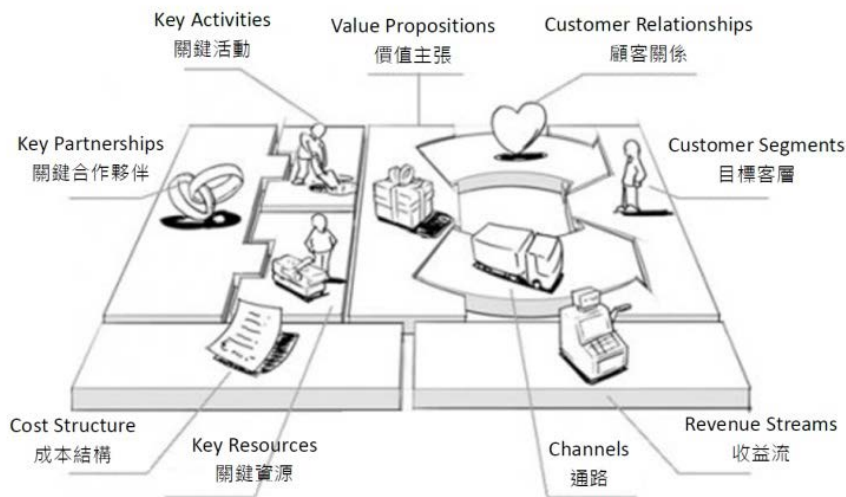 Key Activities
關鍵活動
Value Propositions
價值主張
Customer Relationships
顧客關係
Key Partnerships
關鍵合作夥伴
Customer Segments
目標客層
Cost Structure
成本結構
Key Resources
關鍵資源
Channels
通路
Revenue Streams
收益流